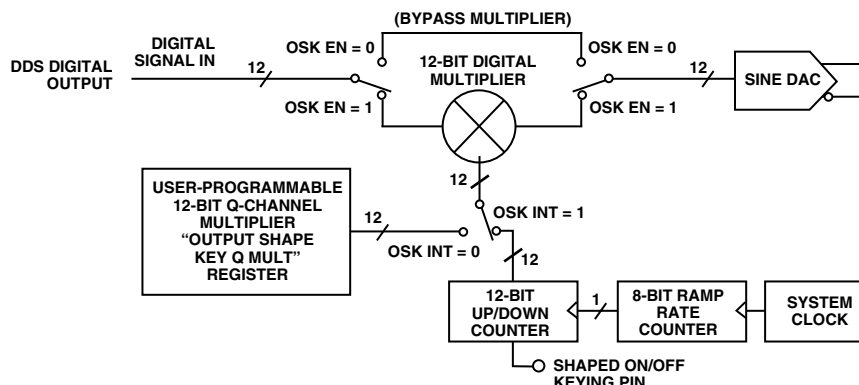 (BYPASS MULTIPLIER)
DIGITAL
SIGNAL IN
OSK EN = 0
OSK EN = 0
DDS DIGITAL
OUTPUT
12
12-BIT DIGITAL
MULTIPLIER
12
SINE DAC
OSK EN = 1
OSK EN = 1
12
USER-PROGRAMMABLE
12-BIT Q-CHANNEL
MULTIPLIER
“OUTPUT SHAPE
KEY Q MULT”
REGISTER
12
OSK INT = 1
OSK INT = 0
12
12-BIT
UP/DOWN
COUNTER
1
8-BIT RAMP
RATE
COUNTER
SYSTEM
CLOCK
SHAPED ON/OFF
KEYING PIN